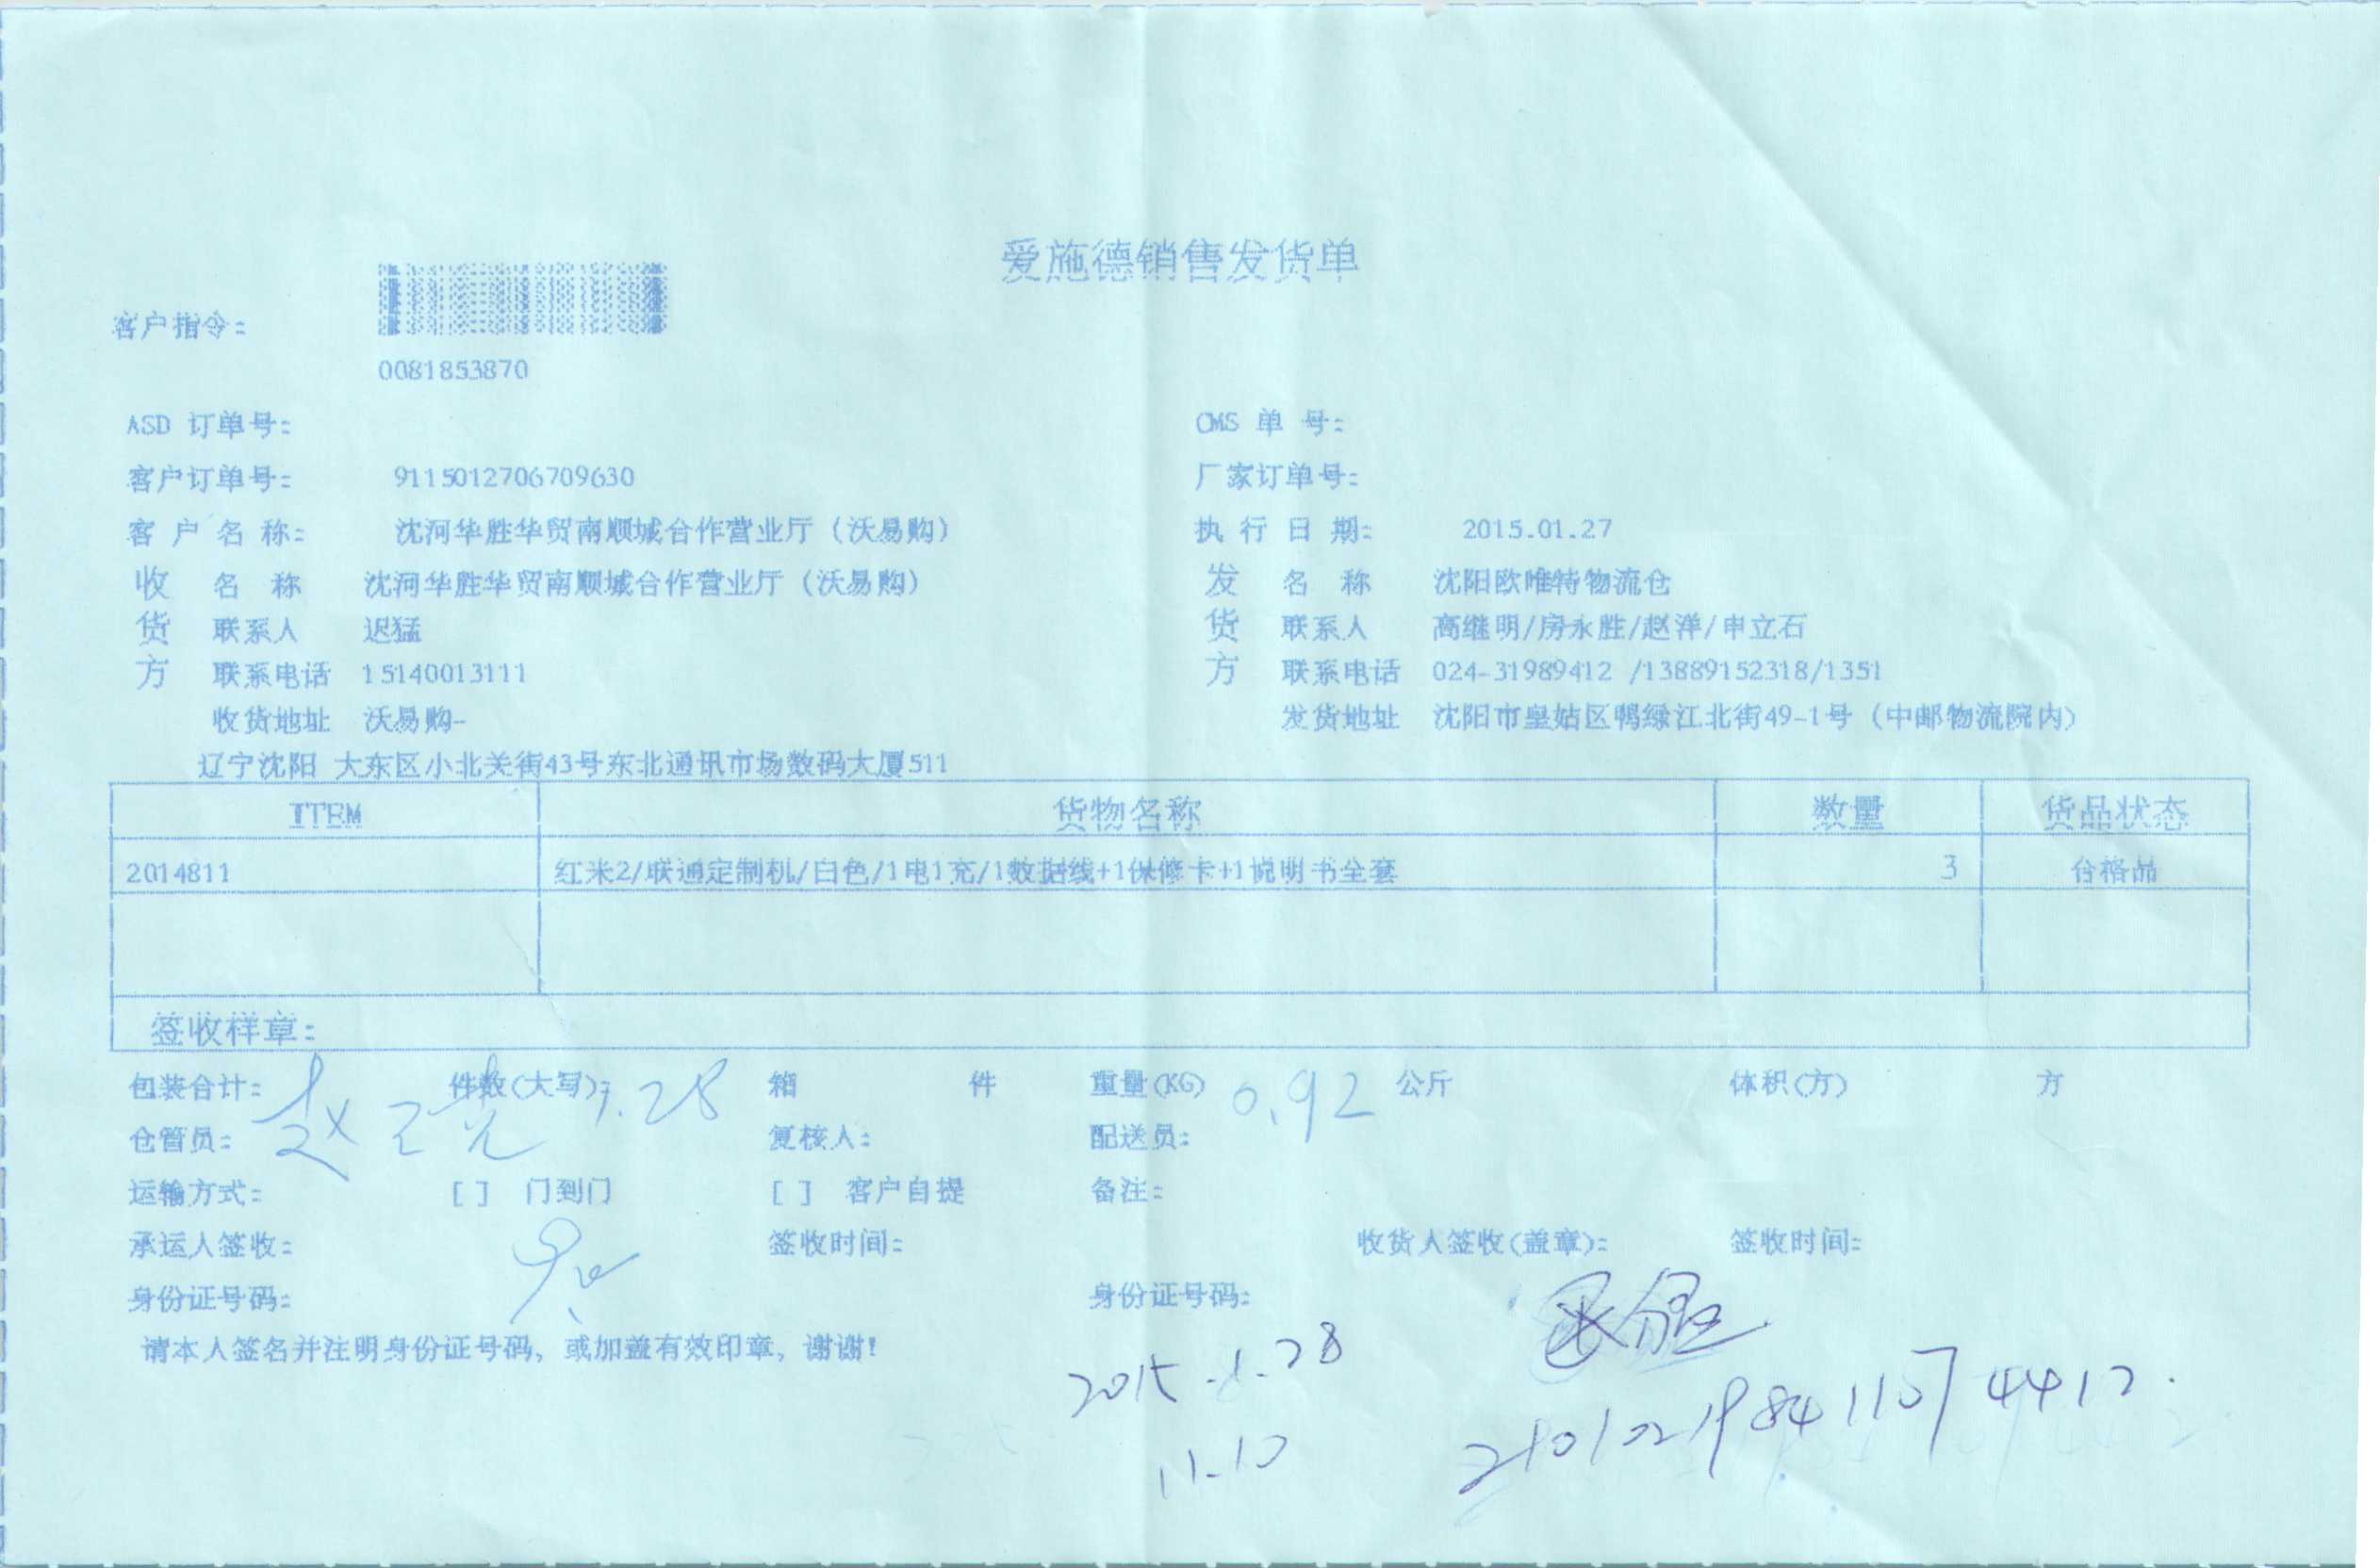 爱施德销售发货单
客户指令:
0081853870
ASD 订单号: CMS 单 号:
客户订单号: 9115012706709630 厂家订单号:
客 户 名 称: 沈河华胜华贸南顺城合作营业厅（沃易购） 执 行 日 期: 2015.01.27
收 名 称 沈河华胜华贸南顺城合作营业厅（沃易购） 发 名 称 沈阳欧唯特物流仓
货 联系人 迟猛 货 联系人 高继明/房永胜/赵洋/申立石
方 联系电话 15140013111 方 联系电话 024-31989412 /13889152318/1351
收货地址 沃易购- 发货地址 沈阳市皇姑区鸭绿江北街49-1号（中邮物流院内）
辽宁沈阳 大东区小北关街43号东北通讯市场数码大厦511
ITEM 货物名称 数量 货品状态
2014811 红米2/联通定制机/白色/1电1充/1数据线+1保修卡+1说明书全套 3 合格品
签收样章:
包装合计: 件数(大写): 1.28 箱 件 重量(KG) 0.92 公斤 体积(方) 方
仓管员: 复核人: 配送员:
运输方式: [ ] 门到门 [ ] 客户自提 备注:
承运人签收: 签收时间: 收货人签收(盖章): 签收时间:
身份证号码: 身份证号码:
请本人签名并注明身份证号码, 或加盖有效印章, 谢谢!
2015.1.28
11-10